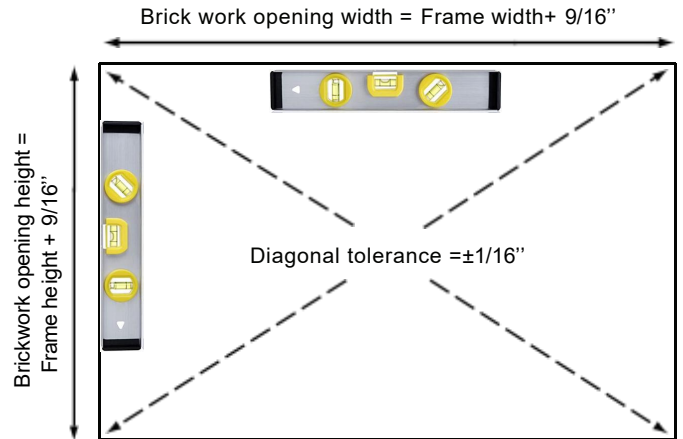 Brick work opening width = Frame width+ 9/16’’
Brickwork opening height =
Frame height + 9/16’’
Diagonal tolerance =±1/16’’